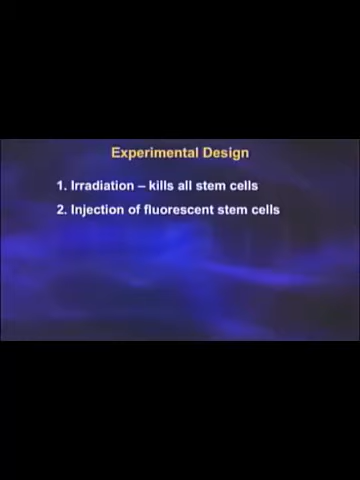 Experimental Design
1. Irradiation – kills all stem cells
2. Injection of fluorescent stem cells